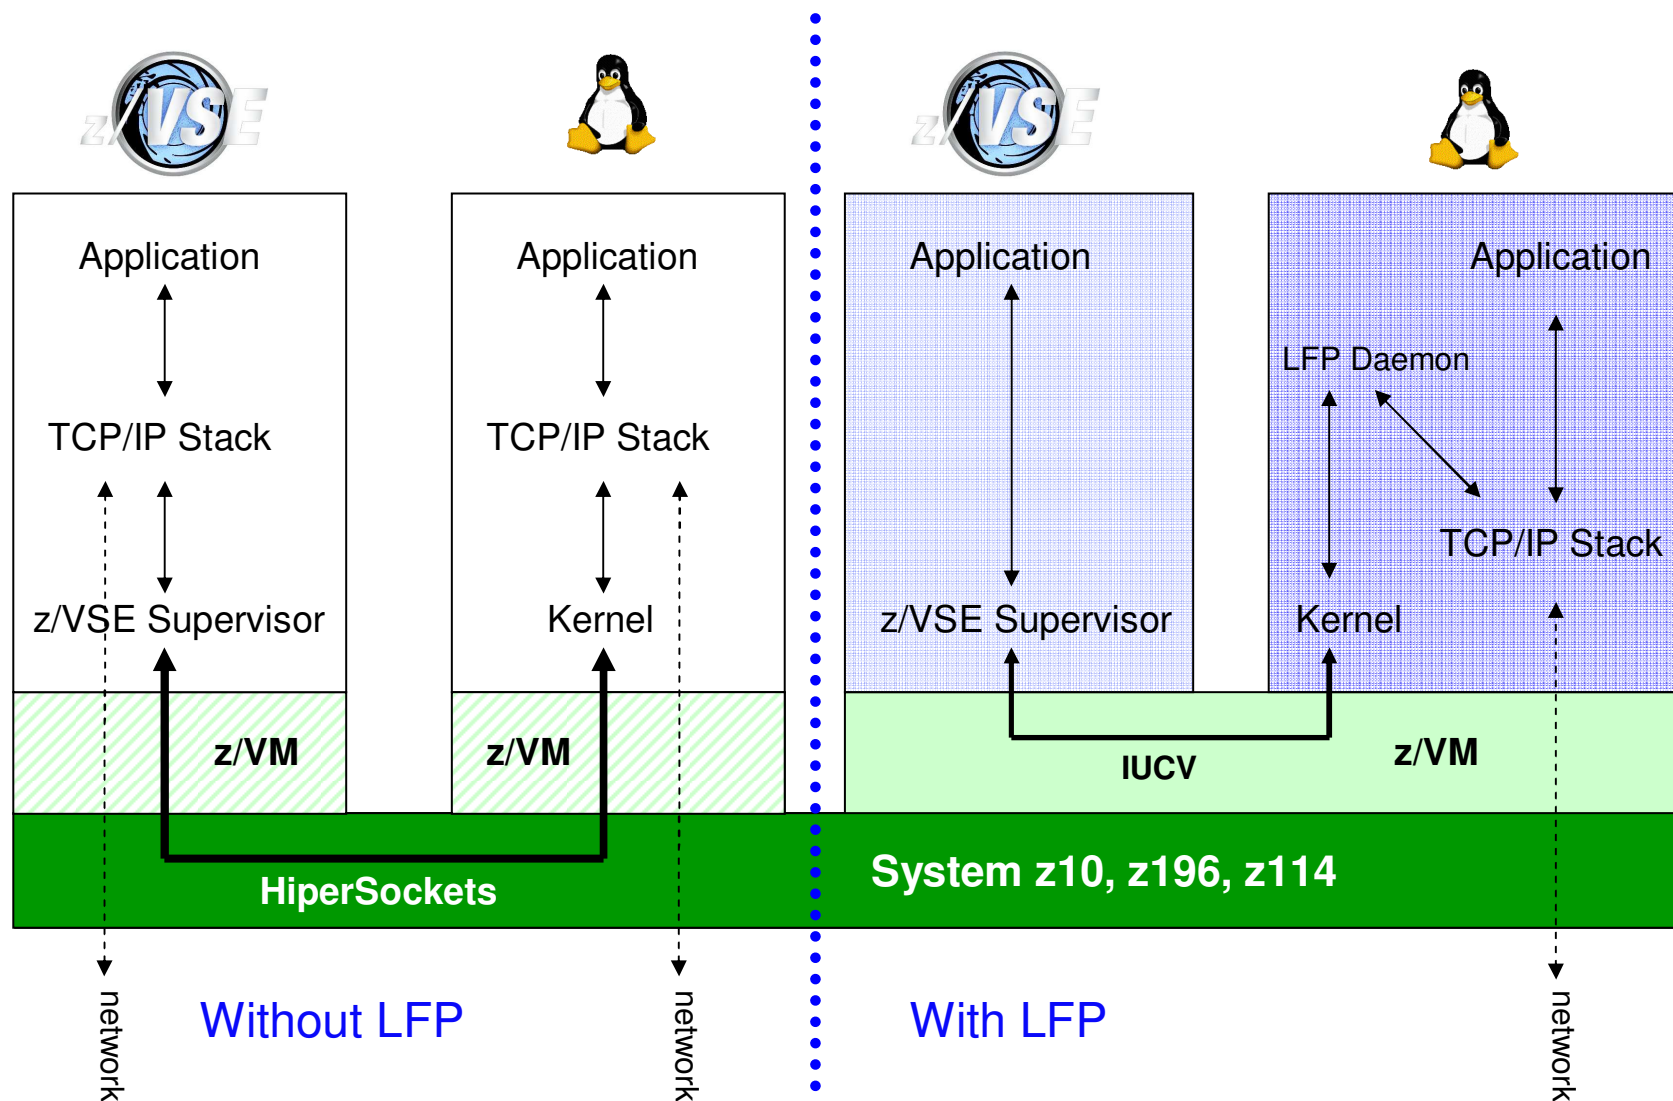 z/VSE
Application
TCP/IP Stack
z/VSE Supervisor
z/VM
Application
TCP/IP Stack
Kernel
z/VM
HiperSockets
network
network
Without LFP
z/VSE
Application
z/VSE Supervisor
Application
LFP Daemon
TCP/IP Stack
Kernel
IUCV
z/VM
System z10, z196, z114
network
With LFP